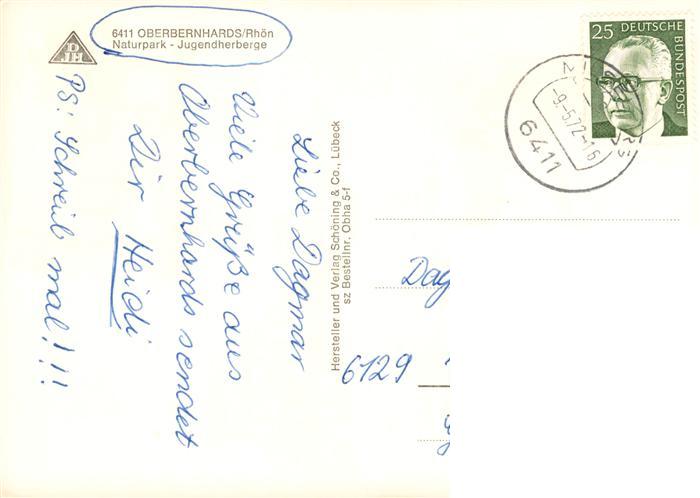 6411 OBERBERNHARDS/Rhön
Naturpark - Jugendherberge
DJH
Liebe Dagmar
Viele Grüße aus
Oberbernhards sendet
Dir Heidi
PS: Schreib mal!!!
Hersteller und Verlag Schöning & Co., Lübeck
sz Bestellnr. Obha 5-f
25 DEUTSCHE BUNDESPOST
-9.-5.72-16
6411
Dag
6129